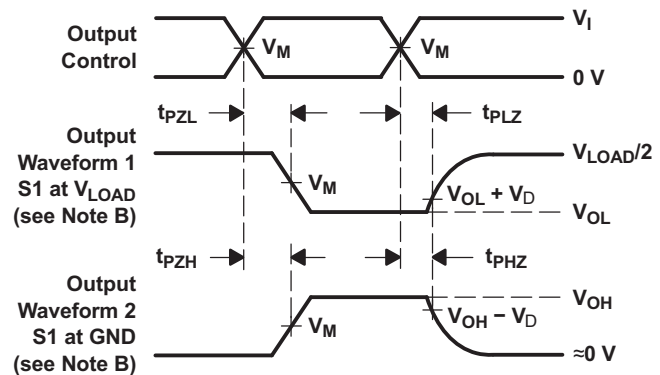 Output
Control
V_M
V_M
V_I
0 V
t_PZL
t_PLZ
Output
Waveform 1
S1 at V_LOAD
(see Note B)
V_M
V_LOAD/2
V_OL + V_D
V_OL
t_PZH
t_PHZ
Output
Waveform 2
S1 at GND
(see Note B)
V_M
V_OH
V_OH − V_D
≈0 V